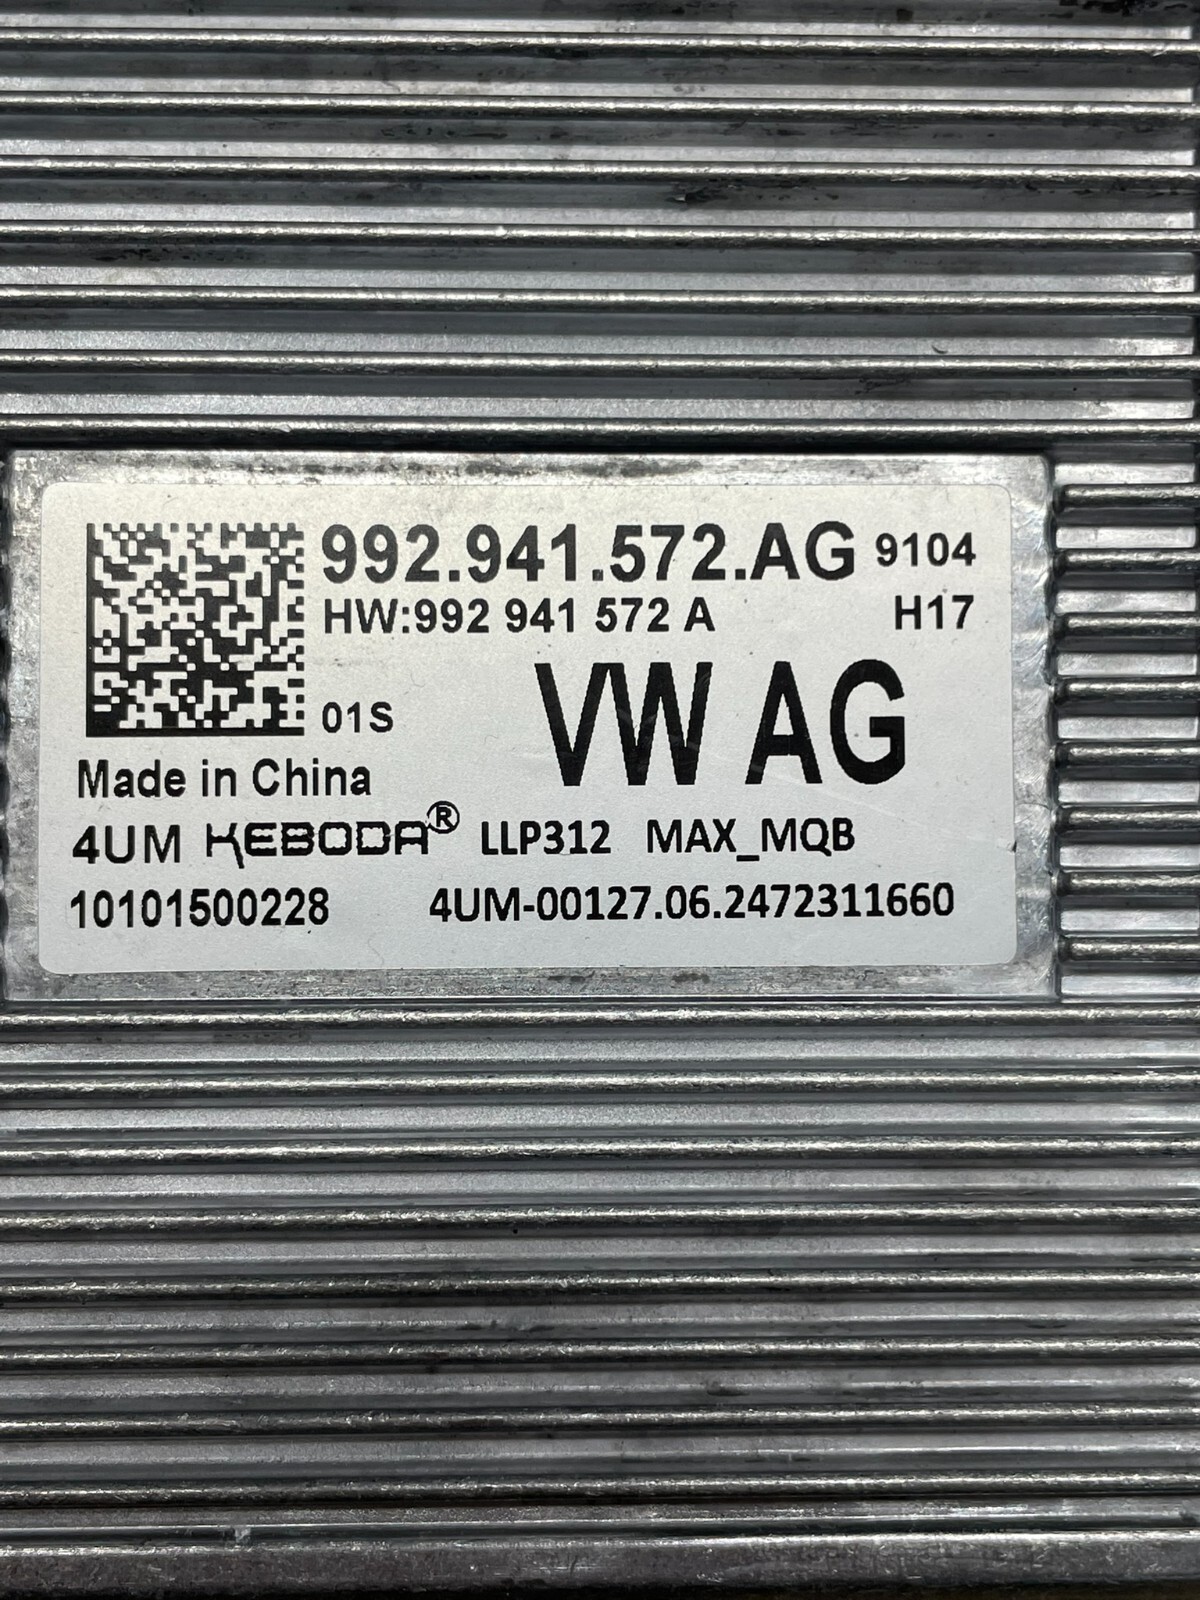 992.941.572.AG 9104
HW:992 941 572 A H17
01S
VW AG
Made in China
4UM KEBODA® LLP312 MAX_MQB
10101500228 4UM-00127.06.2472311660